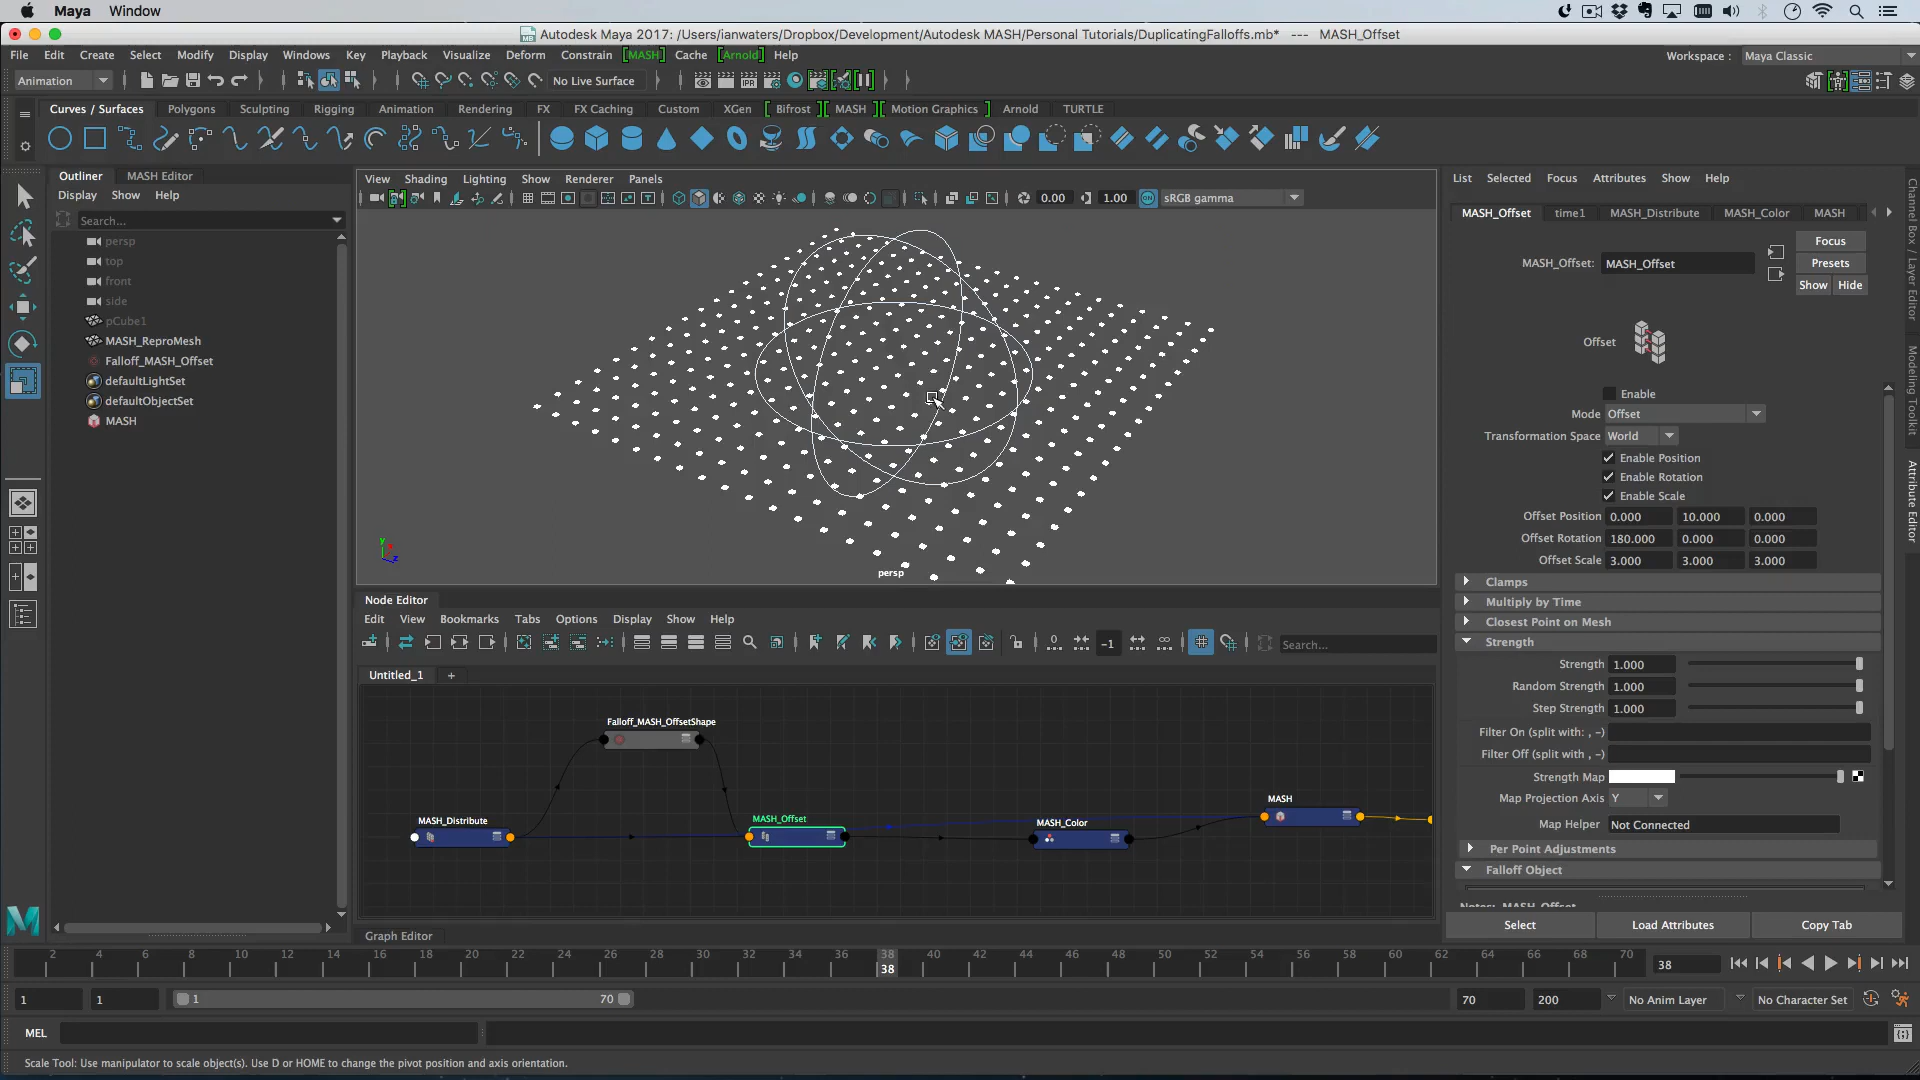 Maya Window
Autodesk Maya 2017: /Users/ianwaters/Dropbox/Development/Autodesk MASH/Personal Tutorials/DuplicatingFalloffs.mb* --- MASH_Offset
File Edit Create Select Modify Display Windows Key Playback Visualize Deform Constrain [MASH] Cache [Arnold] Help Workspace : Maya Classic
Animation No Live Surface
Curves / Surfaces Polygons Sculpting Rigging Animation Rendering FX FX Caching Custom XGen Bifrost MASH Motion Graphics Arnold TURTLE
Outliner MASH Editor
Display Show Help
Search...
persp
top
front
side
pCube1
MASH_ReproMesh
Falloff_MASH_Offset
defaultLightSet
defaultObjectSet
MASH
View Shading Lighting Show Renderer Panels
0.00 1.00 sRGB gamma
y
z
persp
Node Editor
Edit View Bookmarks Tabs Options Display Show Help
0 -1 ∞ Search...
Untitled_1 +
Falloff_MASH_OffsetShape
MASH_Distribute
MASH_Offset
MASH_Color
MASH
Graph Editor
List Selected Focus Attributes Show Help
MASH_Offset time1 MASH_Distribute MASH_Color MASH
MASH_Offset: MASH_Offset
Focus
Presets
Show Hide
Offset
Enable
Mode Offset
Transformation Space World
Enable Position
Enable Rotation
Enable Scale
Offset Position 0.000 10.000 0.000
Offset Rotation 180.000 0.000 0.000
Offset Scale 3.000 3.000 3.000
Clamps
Multiply by Time
Closest Point on Mesh
Strength
Strength 1.000
Random Strength 1.000
Step Strength 1.000
Filter On (split with: , -)
Filter Off (split with , -)
Strength Map
Map Projection Axis Y
Map Helper Not Connected
Per Point Adjustments
Falloff Object
Notes: MASH_Offset
Select Load Attributes Copy Tab
Channel Box / Layer Editor
Modeling Toolkit
Attribute Editor
2 4 6 8 10 12 14 16 18 20 22 24 26 28 30 32 34 36 38 40 42 44 46 48 50 52 54 56 58 60 62 64 66 68 70
38
38
1 1 1 70 70 200 No Anim Layer No Character Set
MEL
Scale Tool: Use manipulator to scale object(s). Use D or HOME to change the pivot position and axis orientation.